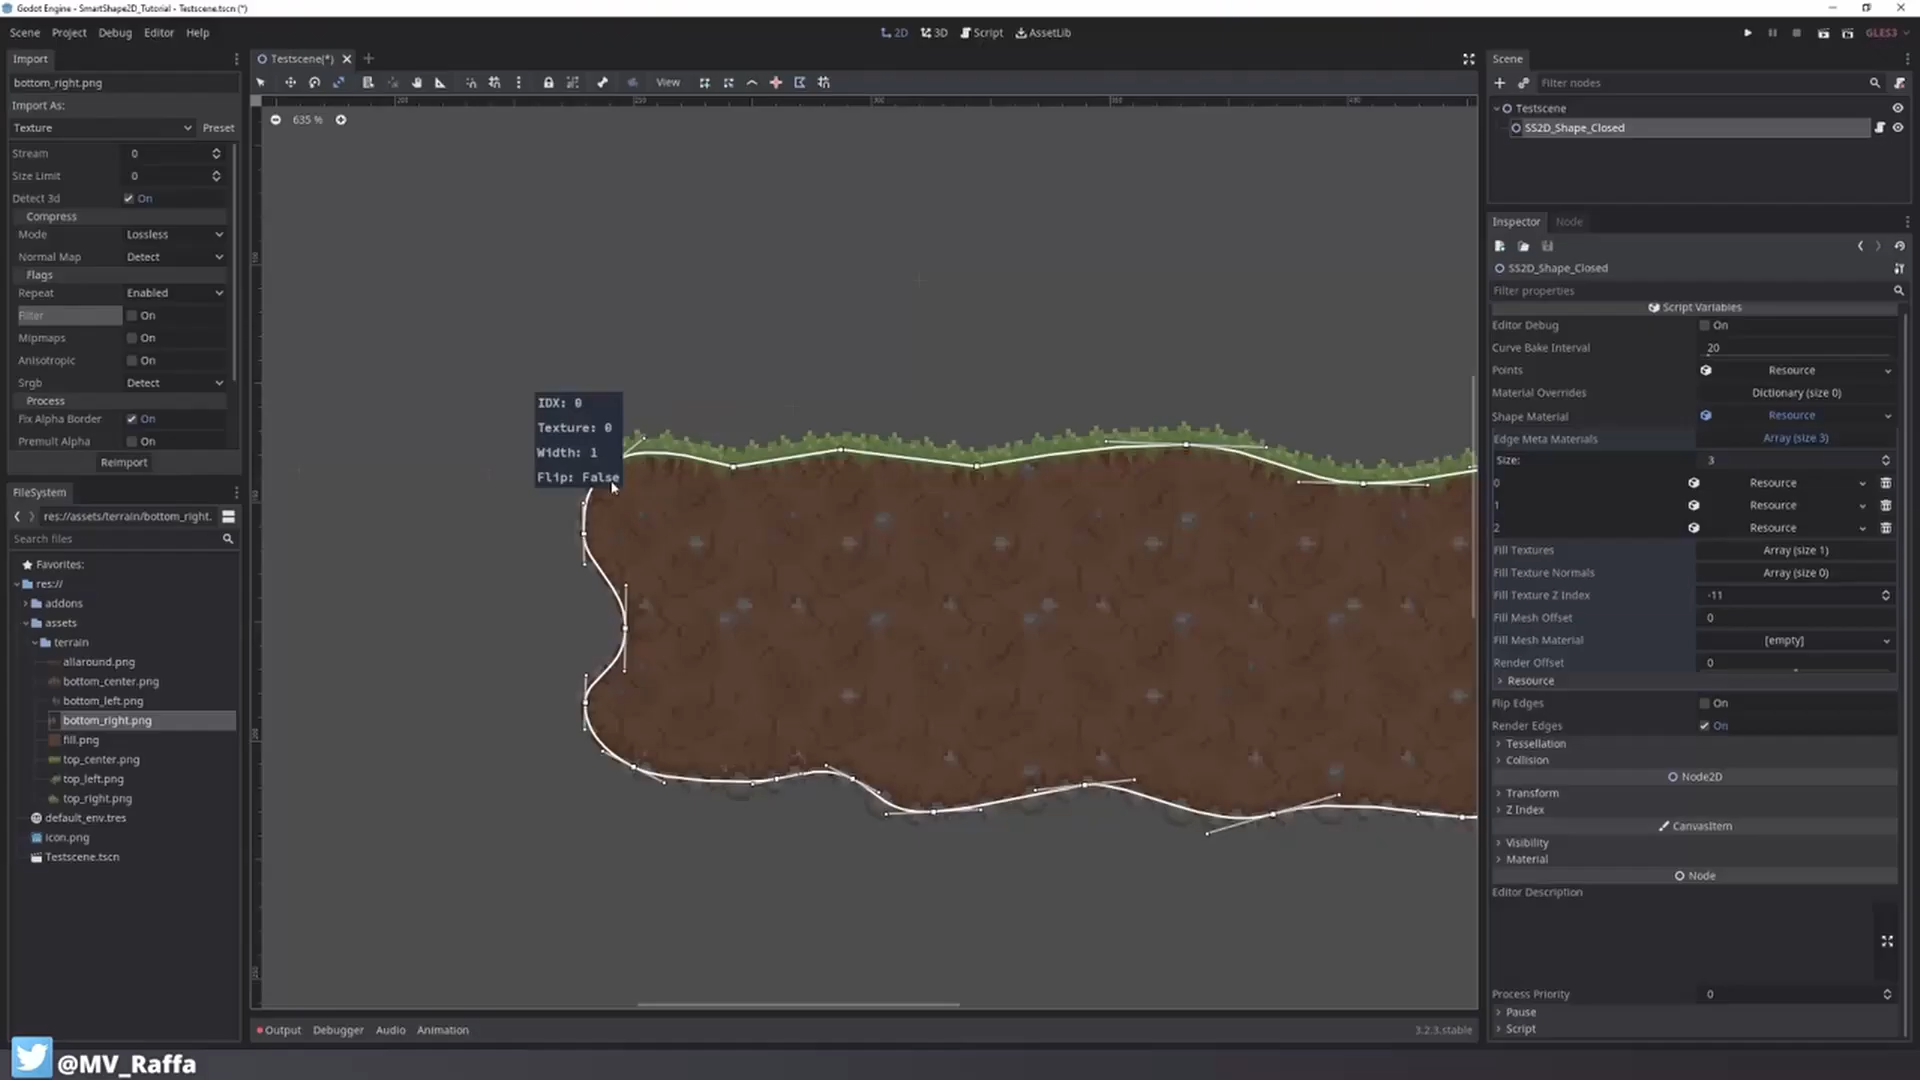 Godot Engine - SmartShape2D_Tutorial - Testscene.tscn (*)
Scene Project Debug Editor Help
2D 3D Script AssetLib
GLES3
Import
bottom_right.png
Import As:
Texture Preset
Stream 0
Size Limit 0
Detect 3d On
Compress
Mode Lossless
Normal Map Detect
Flags
Repeat Enabled
Filter On
Mipmaps On
Anisotropic On
Srgb Detect
Process
Fix Alpha Border On
Premult Alpha On
Reimport
FileSystem
res://assets/terrain/bottom_right.
Search files
Favorites:
res://
addons
assets
terrain
allaround.png
bottom_center.png
bottom_left.png
bottom_right.png
fill.png
top_center.png
top_left.png
top_right.png
default_env.tres
icon.png
Testscene.tscn
Testscene(*)
View
635 %
IDX: 0
Texture: 0
Width: 1
Flip: False
Output Debugger Audio Animation
3.2.3.stable
Scene
Filter nodes
Testscene
SS2D_Shape_Closed
Inspector Node
SS2D_Shape_Closed
Filter properties
Script Variables
Editor Debug On
Curve Bake Interval 20
Points Resource
Material Overrides Dictionary (size 0)
Shape Material Resource
Edge Meta Materials Array (size 3)
Size: 3
0 Resource
1 Resource
2 Resource
Fill Textures Array (size 1)
Fill Texture Normals Array (size 0)
Fill Texture Z Index -11
Fill Mesh Offset 0
Fill Mesh Material [empty]
Render Offset 0
Resource
Flip Edges On
Render Edges On
Tessellation
Collision
Node2D
Transform
Z Index
CanvasItem
Visibility
Material
Node
Editor Description
Process Priority 0
Pause
Script
@MV_Raffa